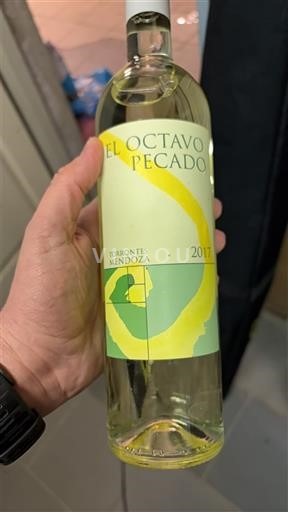 EL OCTAVO
PECADO
TORRONTES
MENDOZA
2017